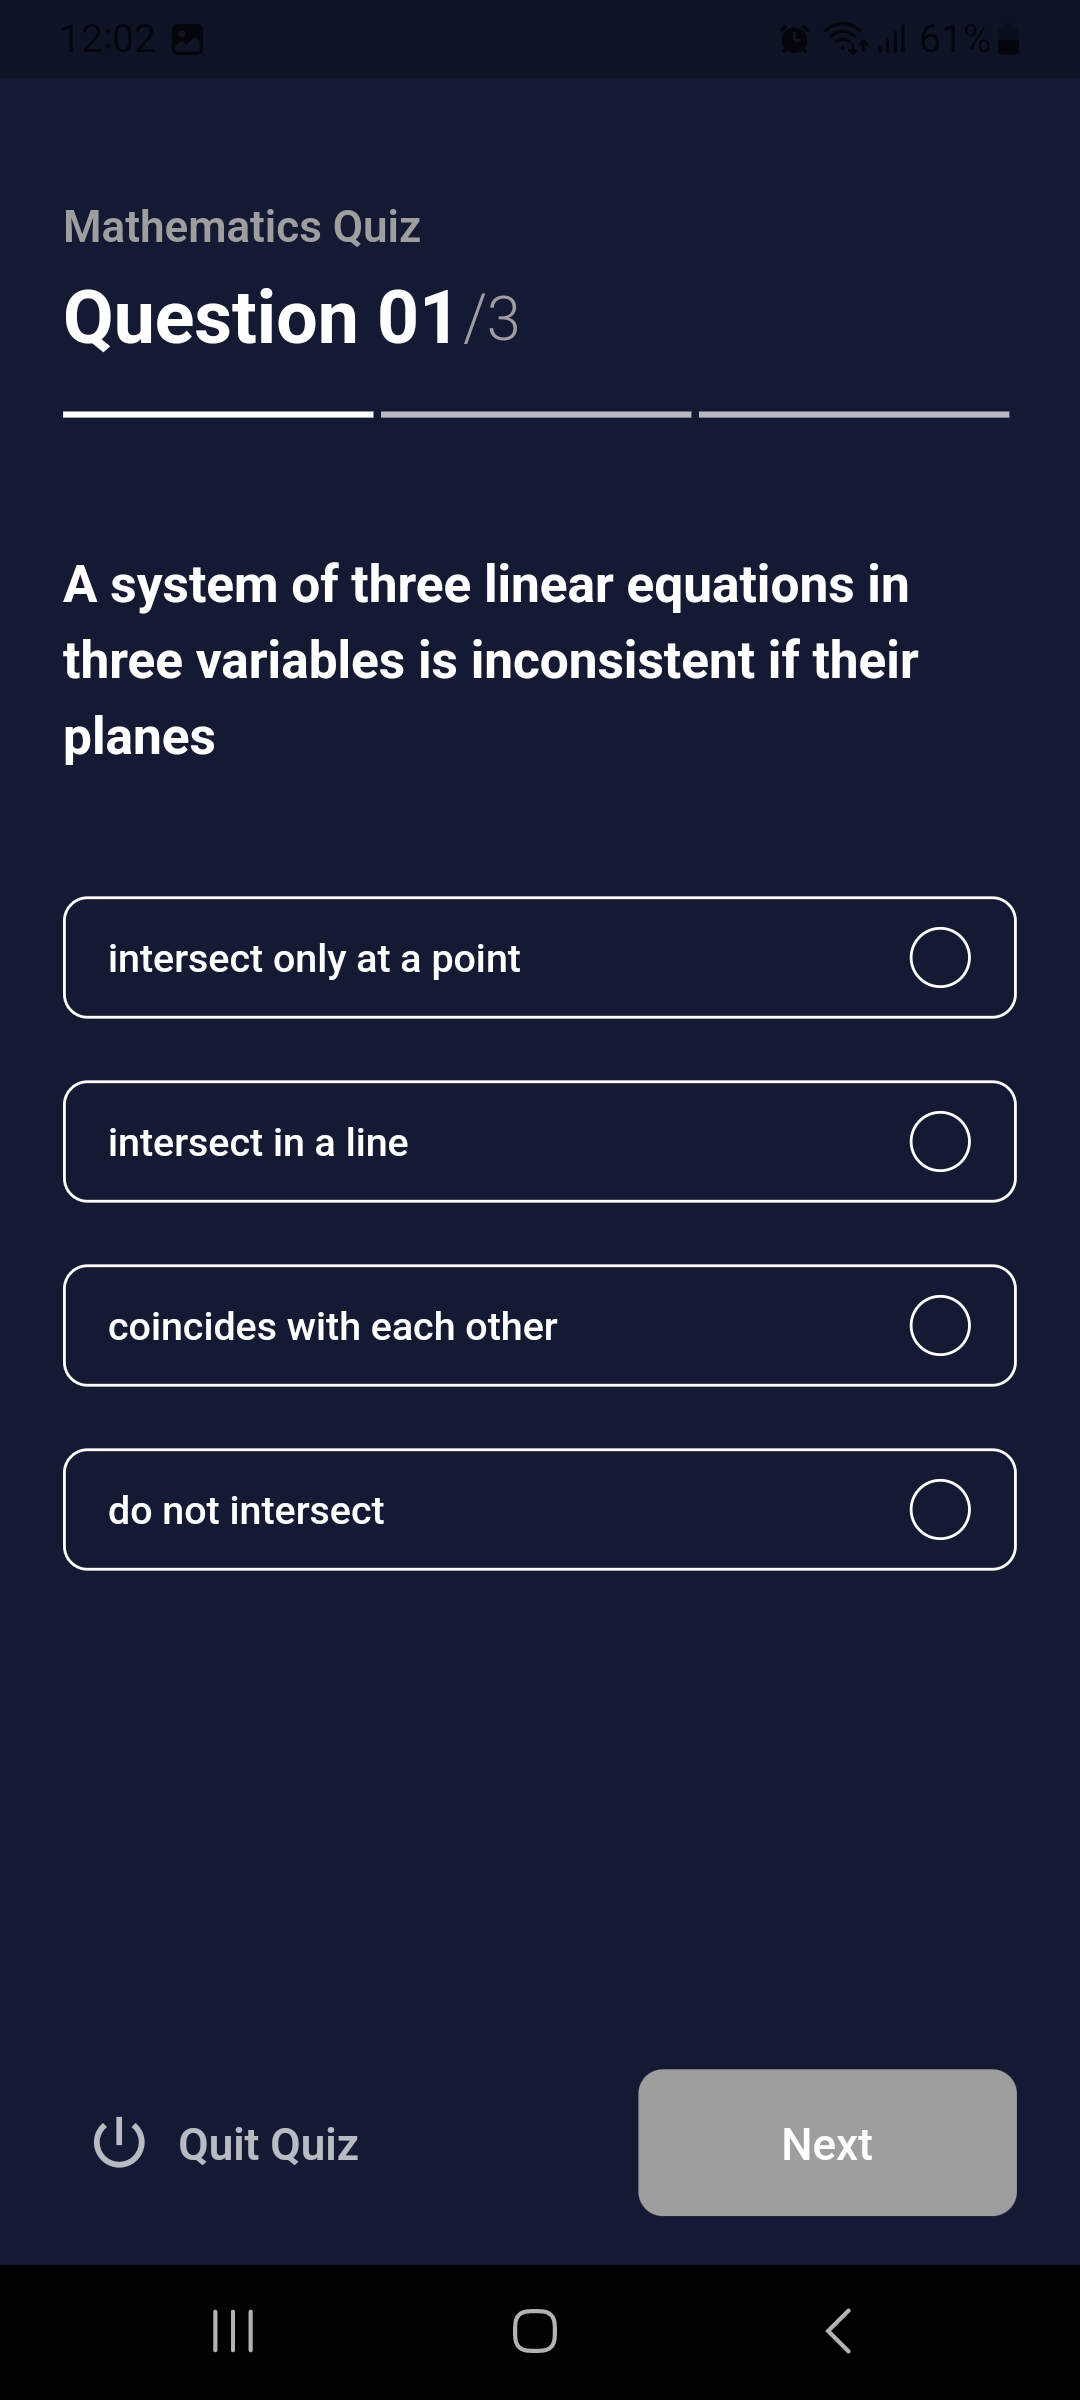 12:02 61%
Mathematics Quiz
Question 01/3
A system of three linear equations in
three variables is inconsistent if their
planes
intersect only at a point
intersect in a line
coincides with each other
do not intersect
Quit Quiz Next